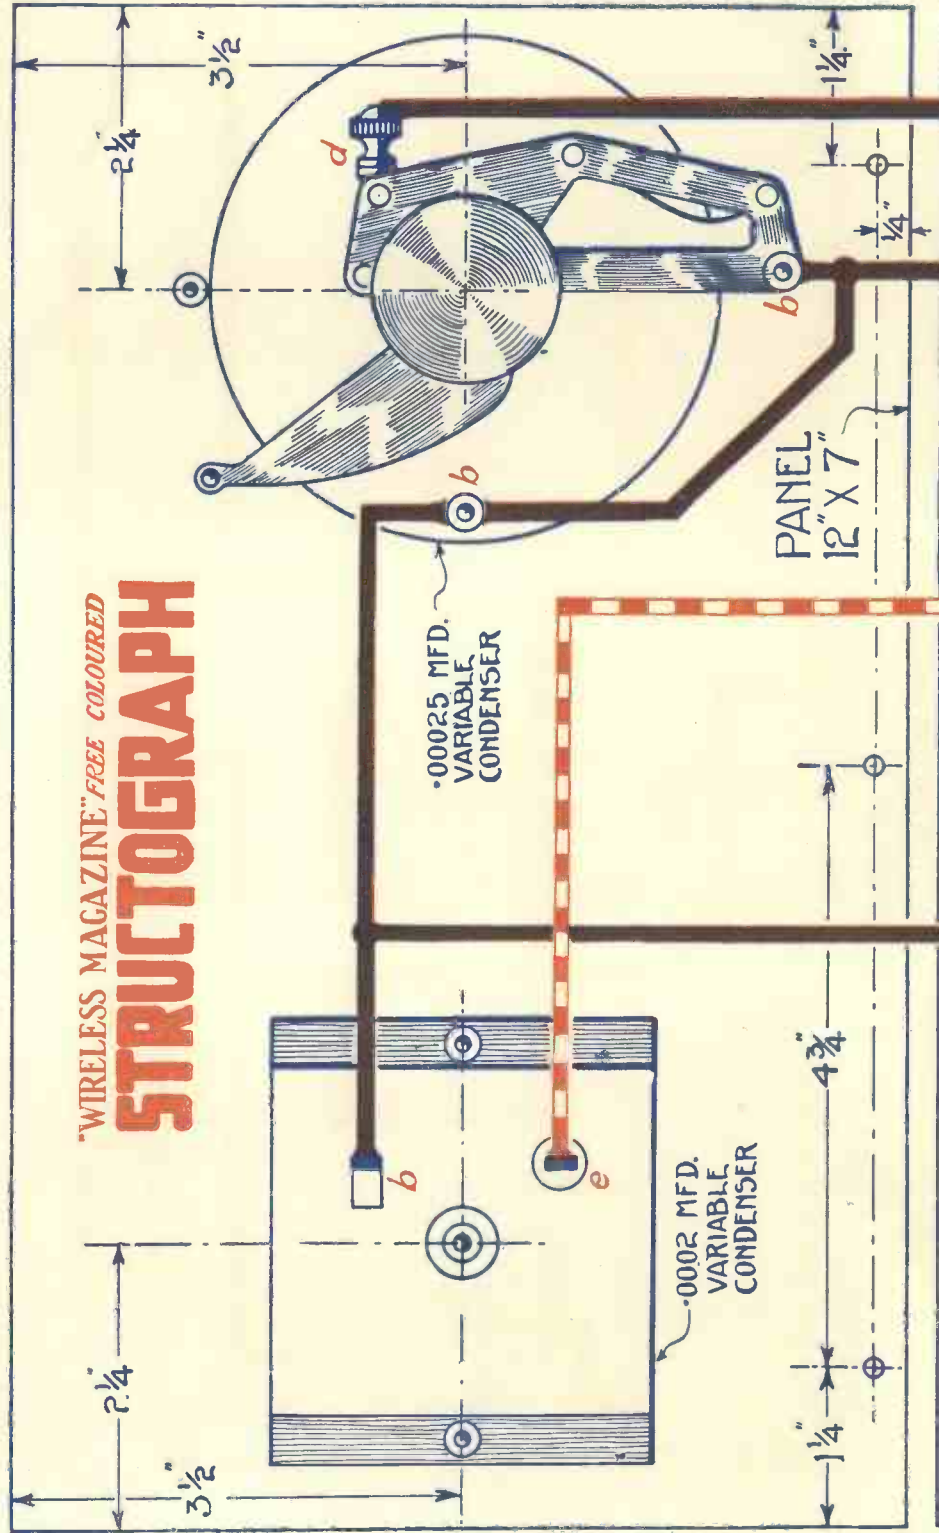 "WIRELESS MAGAZINE" FREE COLOURED
STRUCTOGRAPH
3½"
2¼"
3½"
2¼"
b
e
·0002 MFD.
VARIABLE
CONDENSER
·00025 MFD.
VARIABLE
CONDENSER
b
d
b
PANEL
12" X 7"
1¼"
4¾"
1¼"
¼"